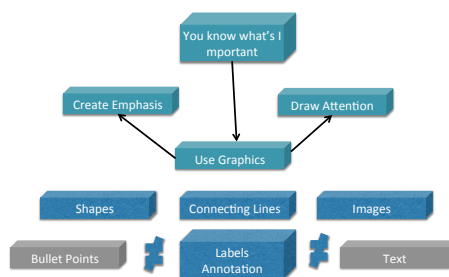 You know what's I
mportant
Create Emphasis
Draw Attention
Use Graphics
Shapes
Connecting Lines
Images
Bullet Points
Labels
Annotation
Text